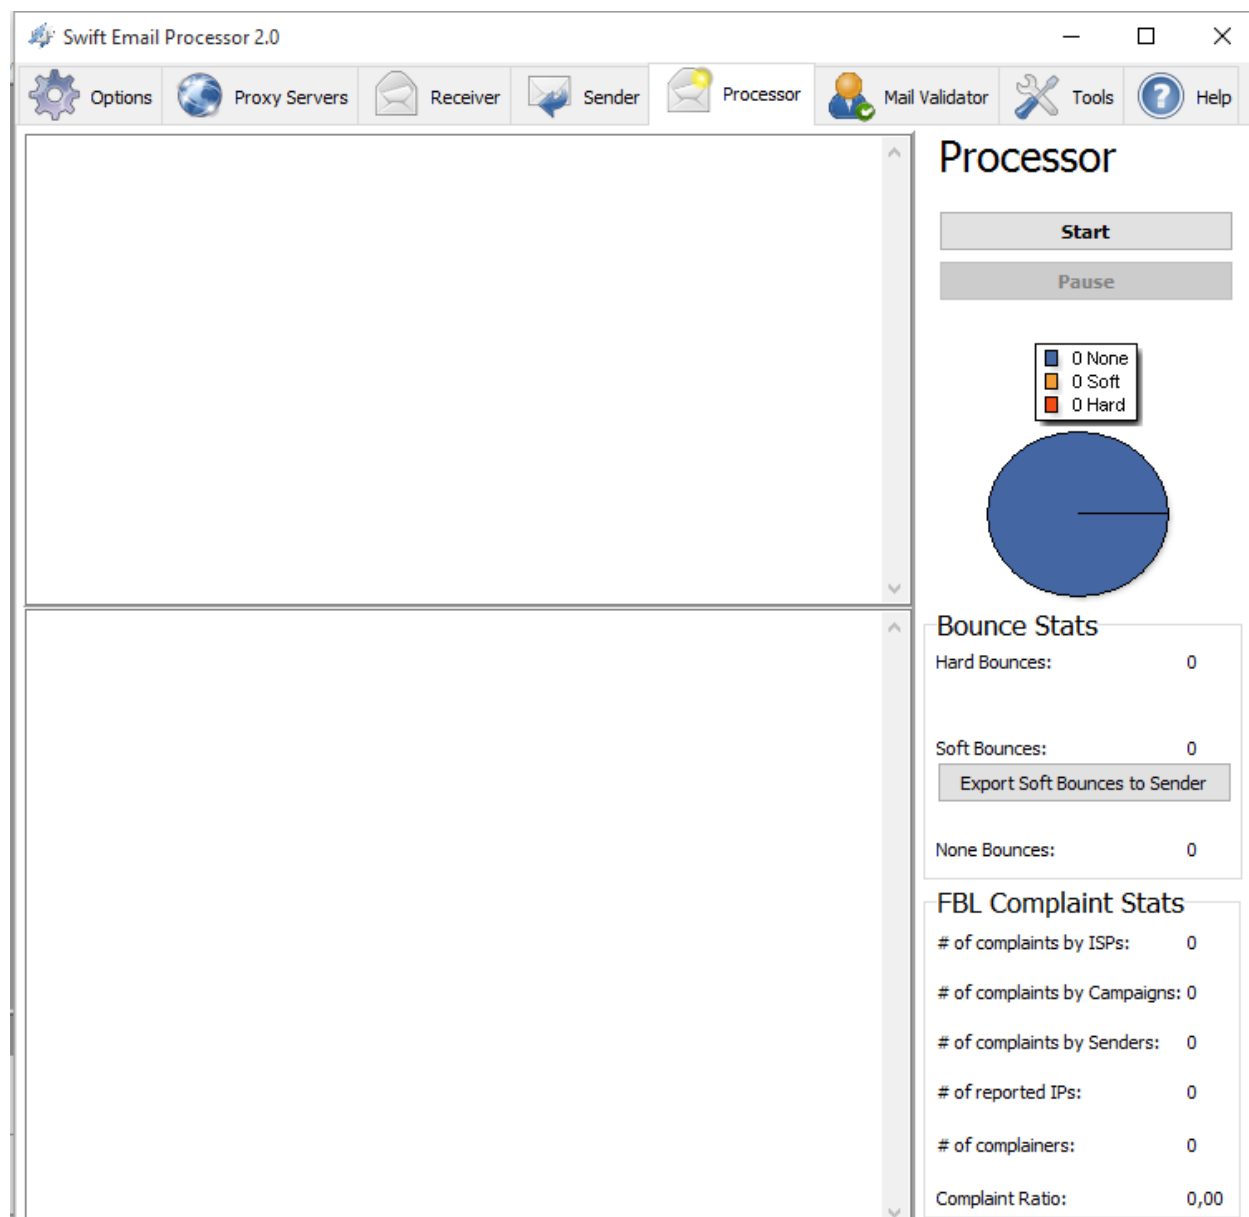 Swift Email Processor 2.0
Options Proxy Servers Receiver Sender Processor Mail Validator Tools Help
Processor
Start
Pause
0 None
0 Soft
0 Hard
Bounce Stats
Hard Bounces: 0
Soft Bounces: 0
Export Soft Bounces to Sender
None Bounces: 0
FBL Complaint Stats
# of complaints by ISPs: 0
# of complaints by Campaigns: 0
# of complaints by Senders: 0
# of reported IPs: 0
# of complainers: 0
Complaint Ratio: 0,00